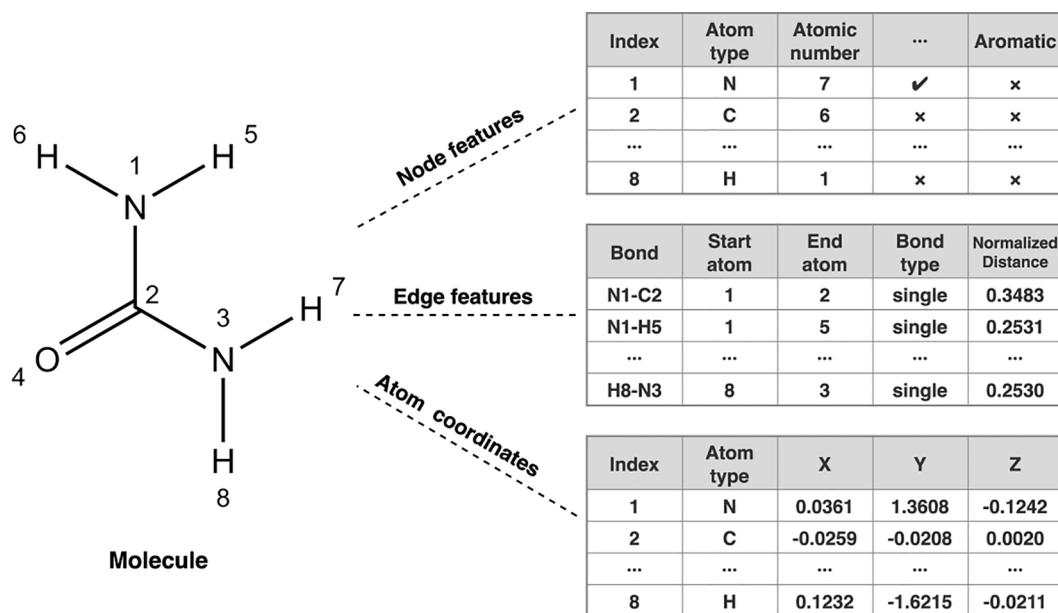 6
H
5
H
1
N
2
O
4
3
N
7
H
H
8
Molecule
Node features
Edge features
Atom coordinates
Index Atom type Atomic number ... Aromatic
1 N 7 ✔ ×
2 C 6 × ×
... ... ... ... ...
8 H 1 × ×
Bond Start atom End atom Bond type Normalized Distance
N1-C2 1 2 single 0.3483
N1-H5 1 5 single 0.2531
... ... ... ... ...
H8-N3 8 3 single 0.2530
Index Atom type X Y Z
1 N 0.0361 1.3608 -0.1242
2 C -0.0259 -0.0208 0.0020
... ... ... ... ...
8 H 0.1232 -1.6215 -0.0211